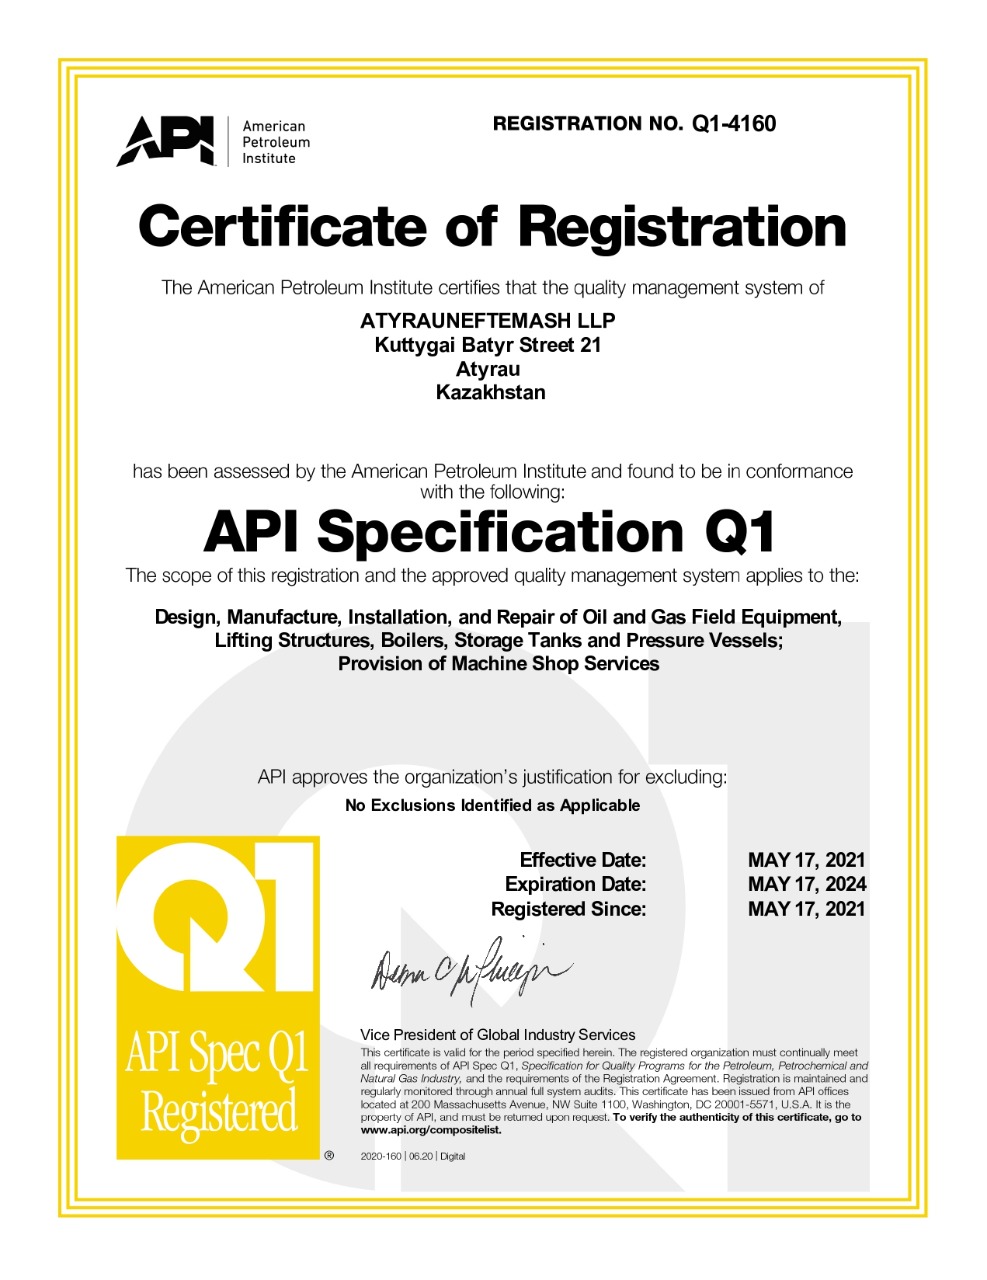 API
American
Petroleum
Institute
REGISTRATION NO. Q1-4160
Certificate of Registration
The American Petroleum Institute certifies that the quality management system of
ATYRAUNEFTEMASH LLP
Kuttygai Batyr Street 21
Atyrau
Kazakhstan
has been assessed by the American Petroleum Institute and found to be in conformance
with the following:
API Specification Q1
The scope of this registration and the approved quality management system applies to the:
Design, Manufacture, Installation, and Repair of Oil and Gas Field Equipment,
Lifting Structures, Boilers, Storage Tanks and Pressure Vessels;
Provision of Machine Shop Services
API approves the organization's justification for excluding:
No Exclusions Identified as Applicable
Effective Date: MAY 17, 2021
Expiration Date: MAY 17, 2024
Registered Since: MAY 17, 2021
Q1
API Spec Q1
Registered
®
Vice President of Global Industry Services
This certificate is valid for the period specified herein. The registered organization must continually meet
all requirements of API Spec Q1, Specification for Quality Programs for the Petroleum, Petrochemical and
Natural Gas Industry, and the requirements of the Registration Agreement. Registration is maintained and
regularly monitored through annual full system audits. This certificate has been issued from API offices
located at 200 Massachusetts Avenue, NW Suite 1100, Washington, DC 20001-5571, U.S.A. It is the
property of API, and must be returned upon request. To verify the authenticity of this certificate, go to
www.api.org/compositelist.
2020-160 | 06.20 | Digital